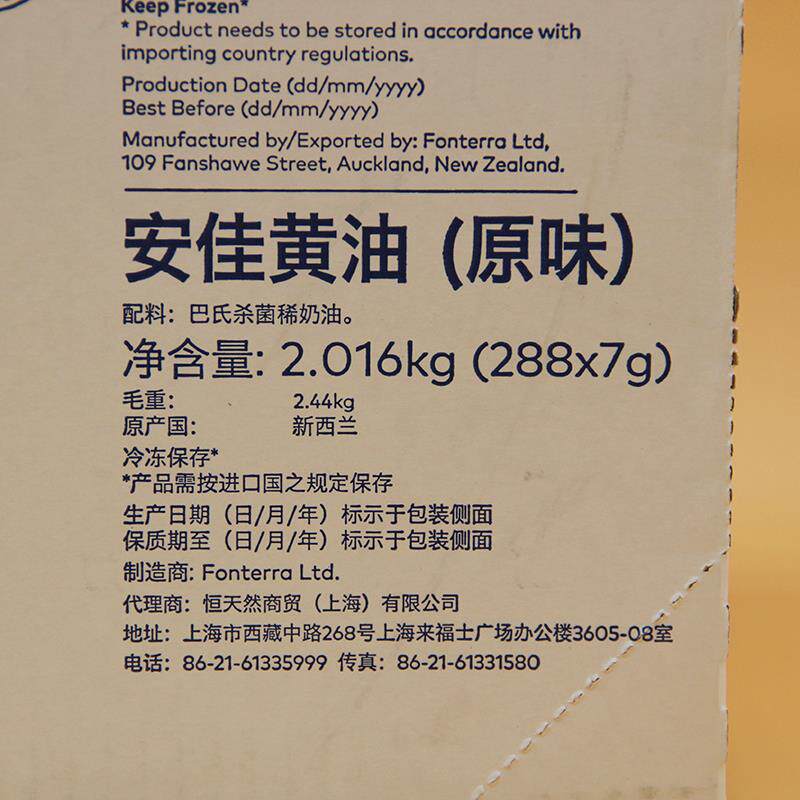 Keep Frozen*
* Product needs to be stored in accordance with
importing country regulations.
Production Date (dd/mm/yyyy)
Best Before (dd/mm/yyyy)
Manufactured by/Exported by: Fonterra Ltd,
109 Fanshawe Street, Auckland, New Zealand.
安佳黄油 (原味)
配料：巴氏杀菌稀奶油。
净含量: 2.016kg (288x7g)
毛重： 2.44kg
原产国： 新西兰
冷冻保存*
*产品需按进口国之规定保存
生产日期（日/月/年）标示于包装侧面
保质期至（日/月/年）标示于包装侧面
制造商: Fonterra Ltd.
代理商：恒天然商贸（上海）有限公司
地址：上海市西藏中路268号上海来福士广场办公楼3605-08室
电话：86-21-61335999 传真：86-21-61331580